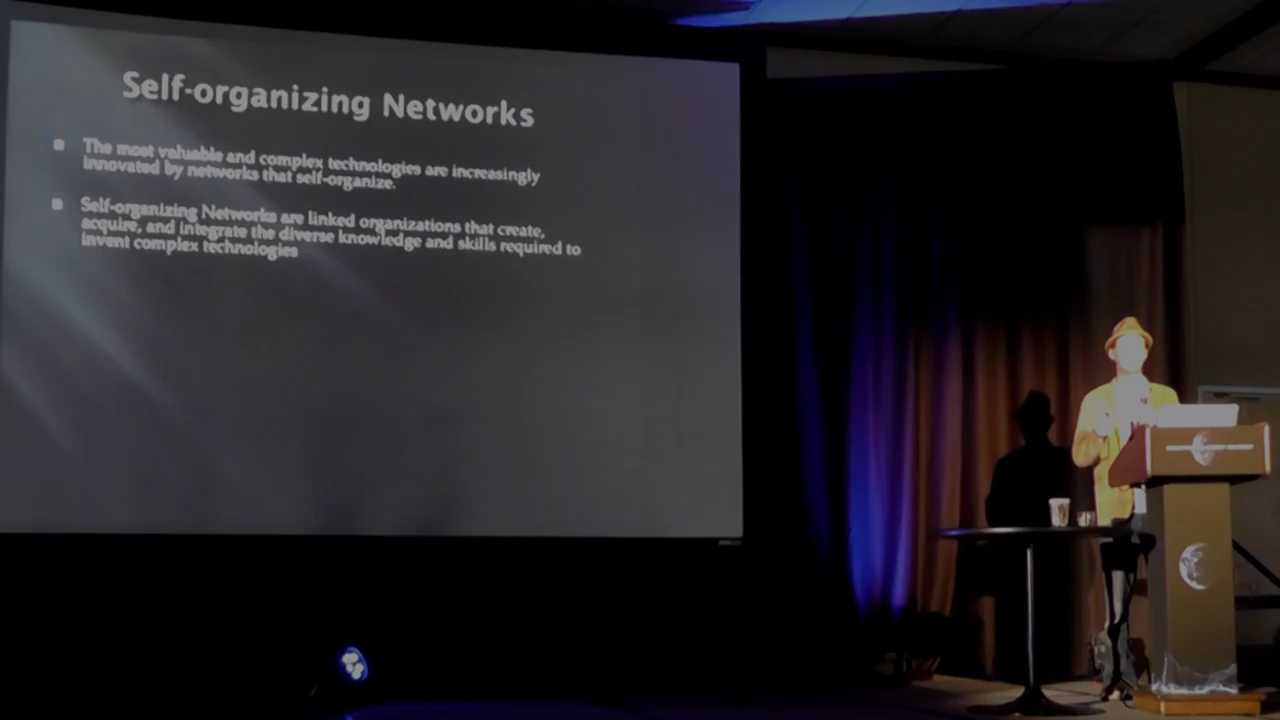 Self-organizing Networks
The most valuable and complex technologies are increasingly
innovated by networks that self-organize.
Self-organizing Networks are linked organizations that create,
acquire, and integrate the diverse knowledge and skills required to
invent complex technologies